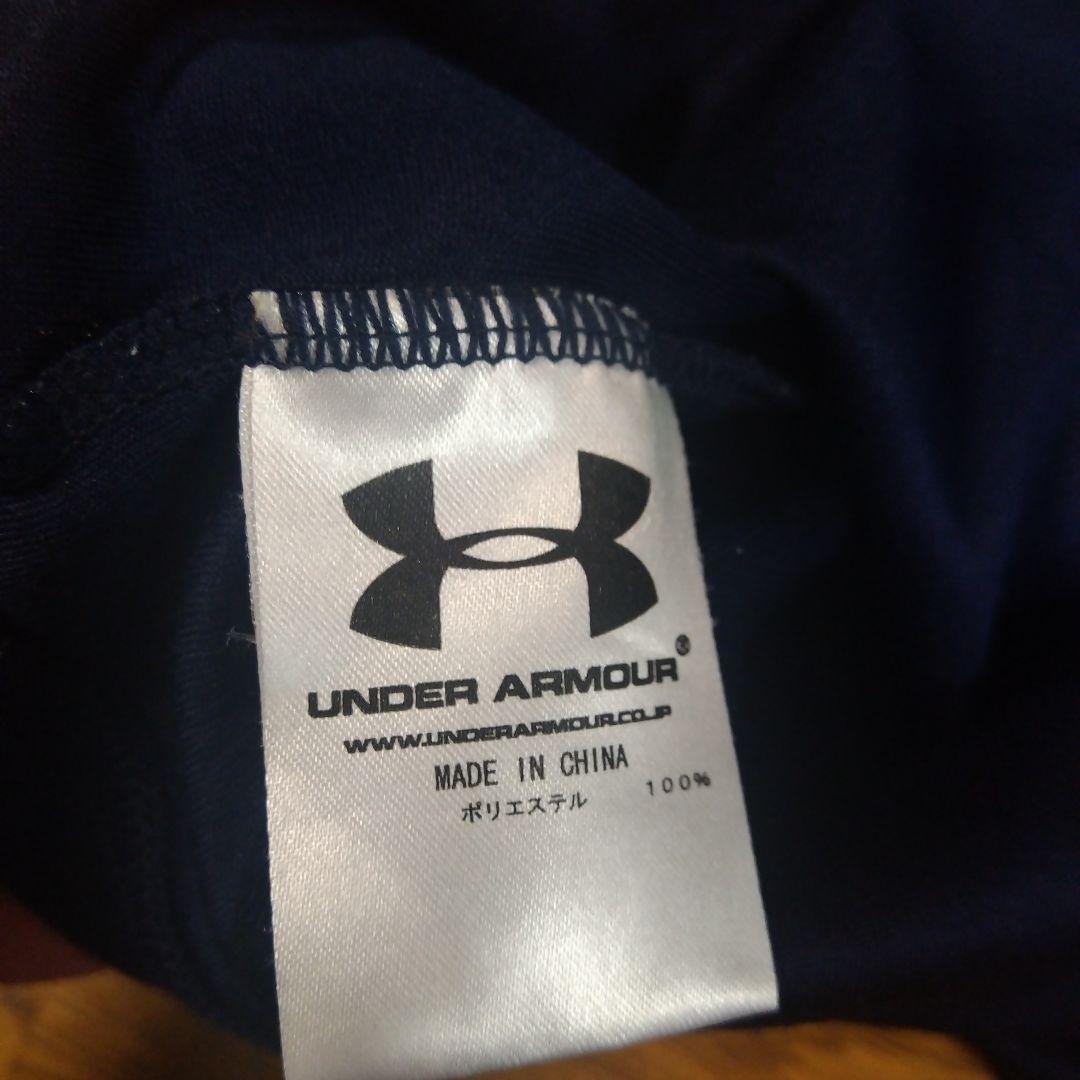 UNDER ARMOUR
WWW.UNDERARMOUR.CO.JP
MADE IN CHINA
ポリエステル 100%